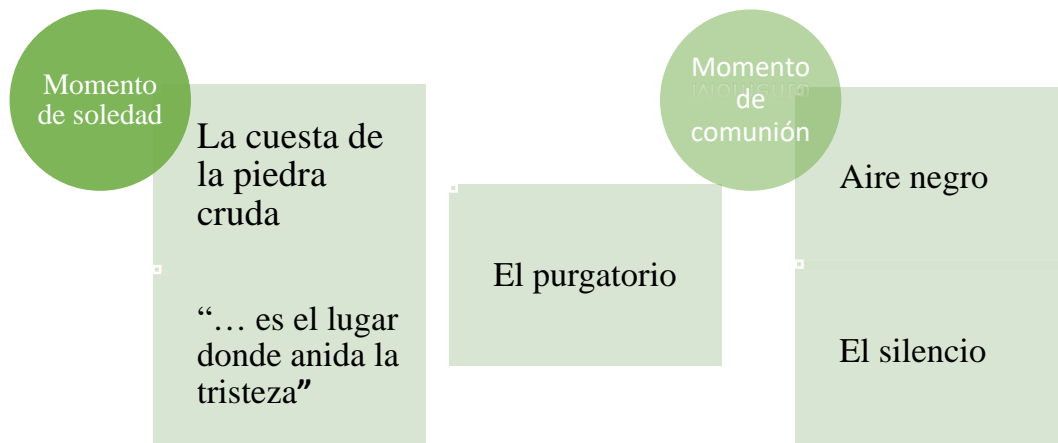 Momento
de soledad
La cuesta de
la piedra
cruda
“… es el lugar
donde anida la
tristeza”
El purgatorio
Momento
de
comunión
Aire negro
El silencio